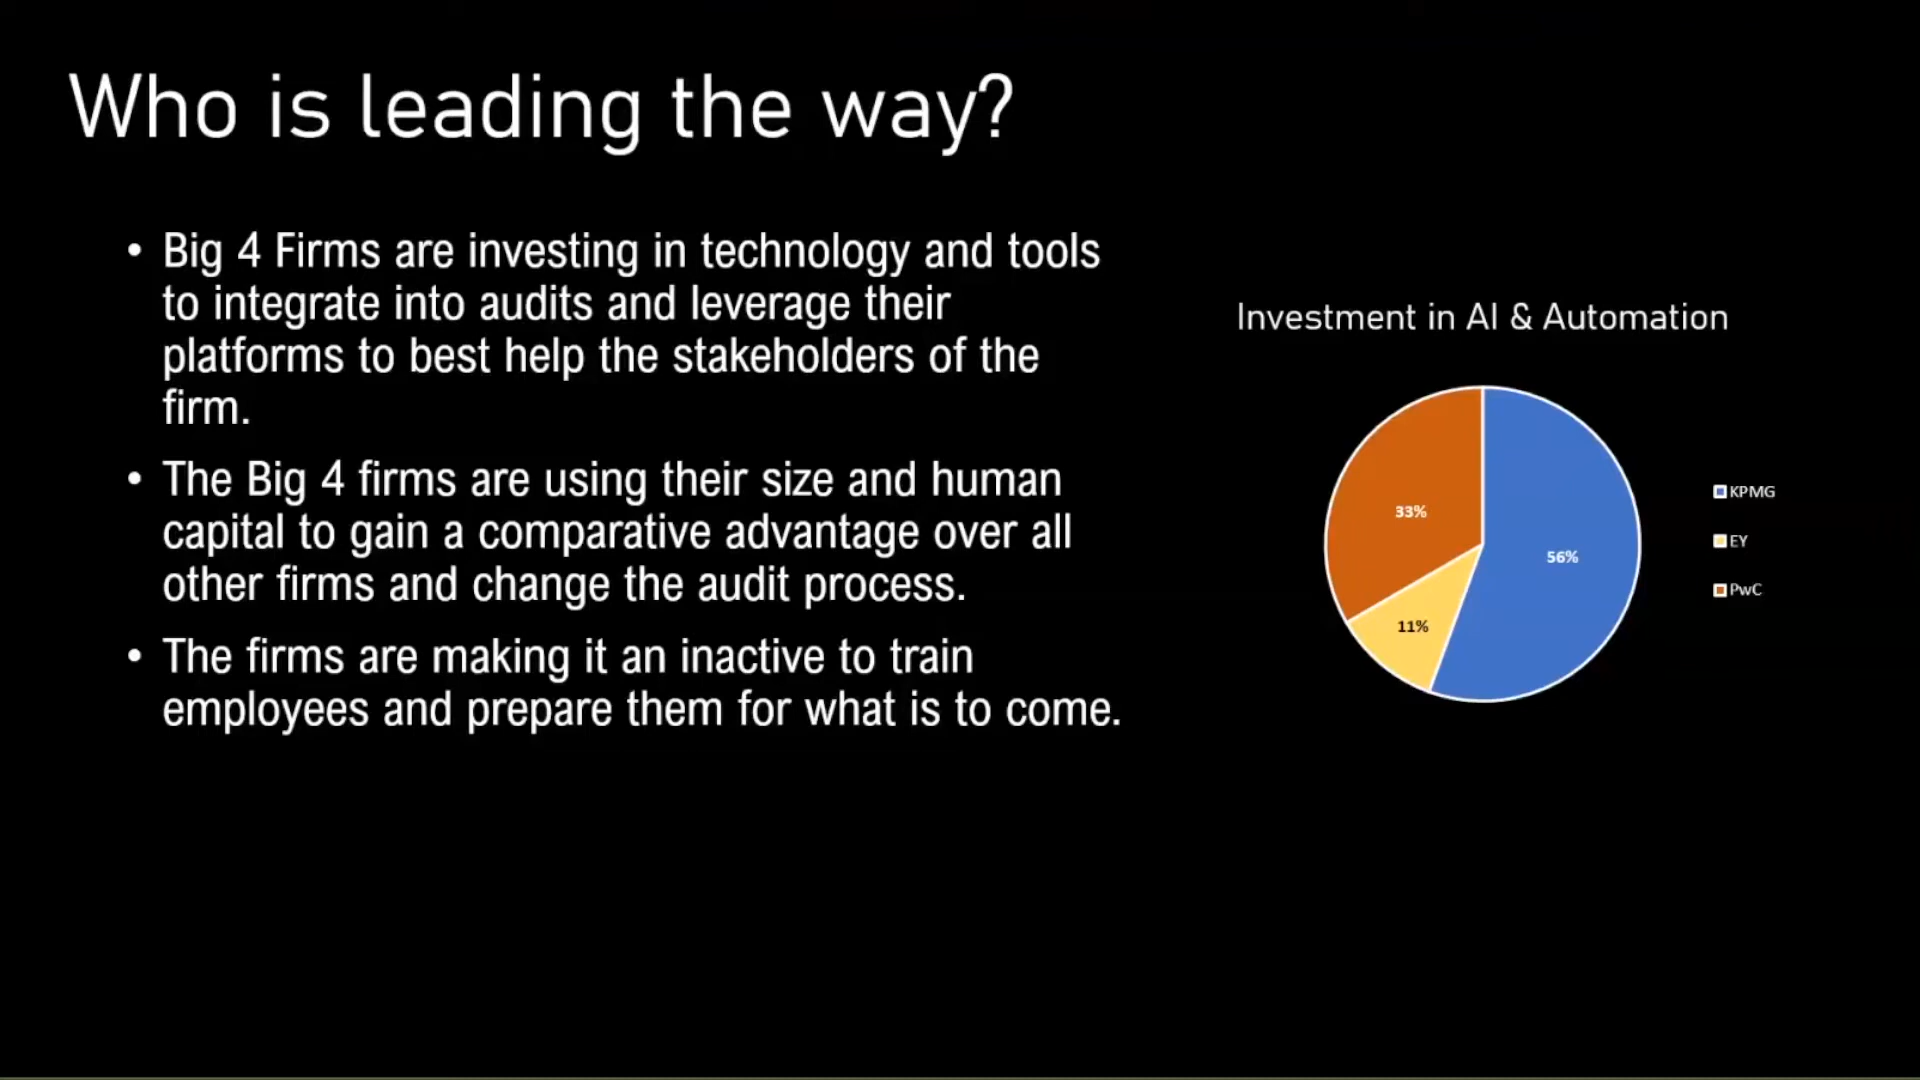 Who is leading the way?
• Big 4 Firms are investing in technology and tools
to integrate into audits and leverage their
platforms to best help the stakeholders of the
firm.
• The Big 4 firms are using their size and human
capital to gain a comparative advantage over all
other firms and change the audit process.
• The firms are making it an inactive to train
employees and prepare them for what is to come.
Investment in AI & Automation
33%
56%
11%
KPMG
EY
PwC